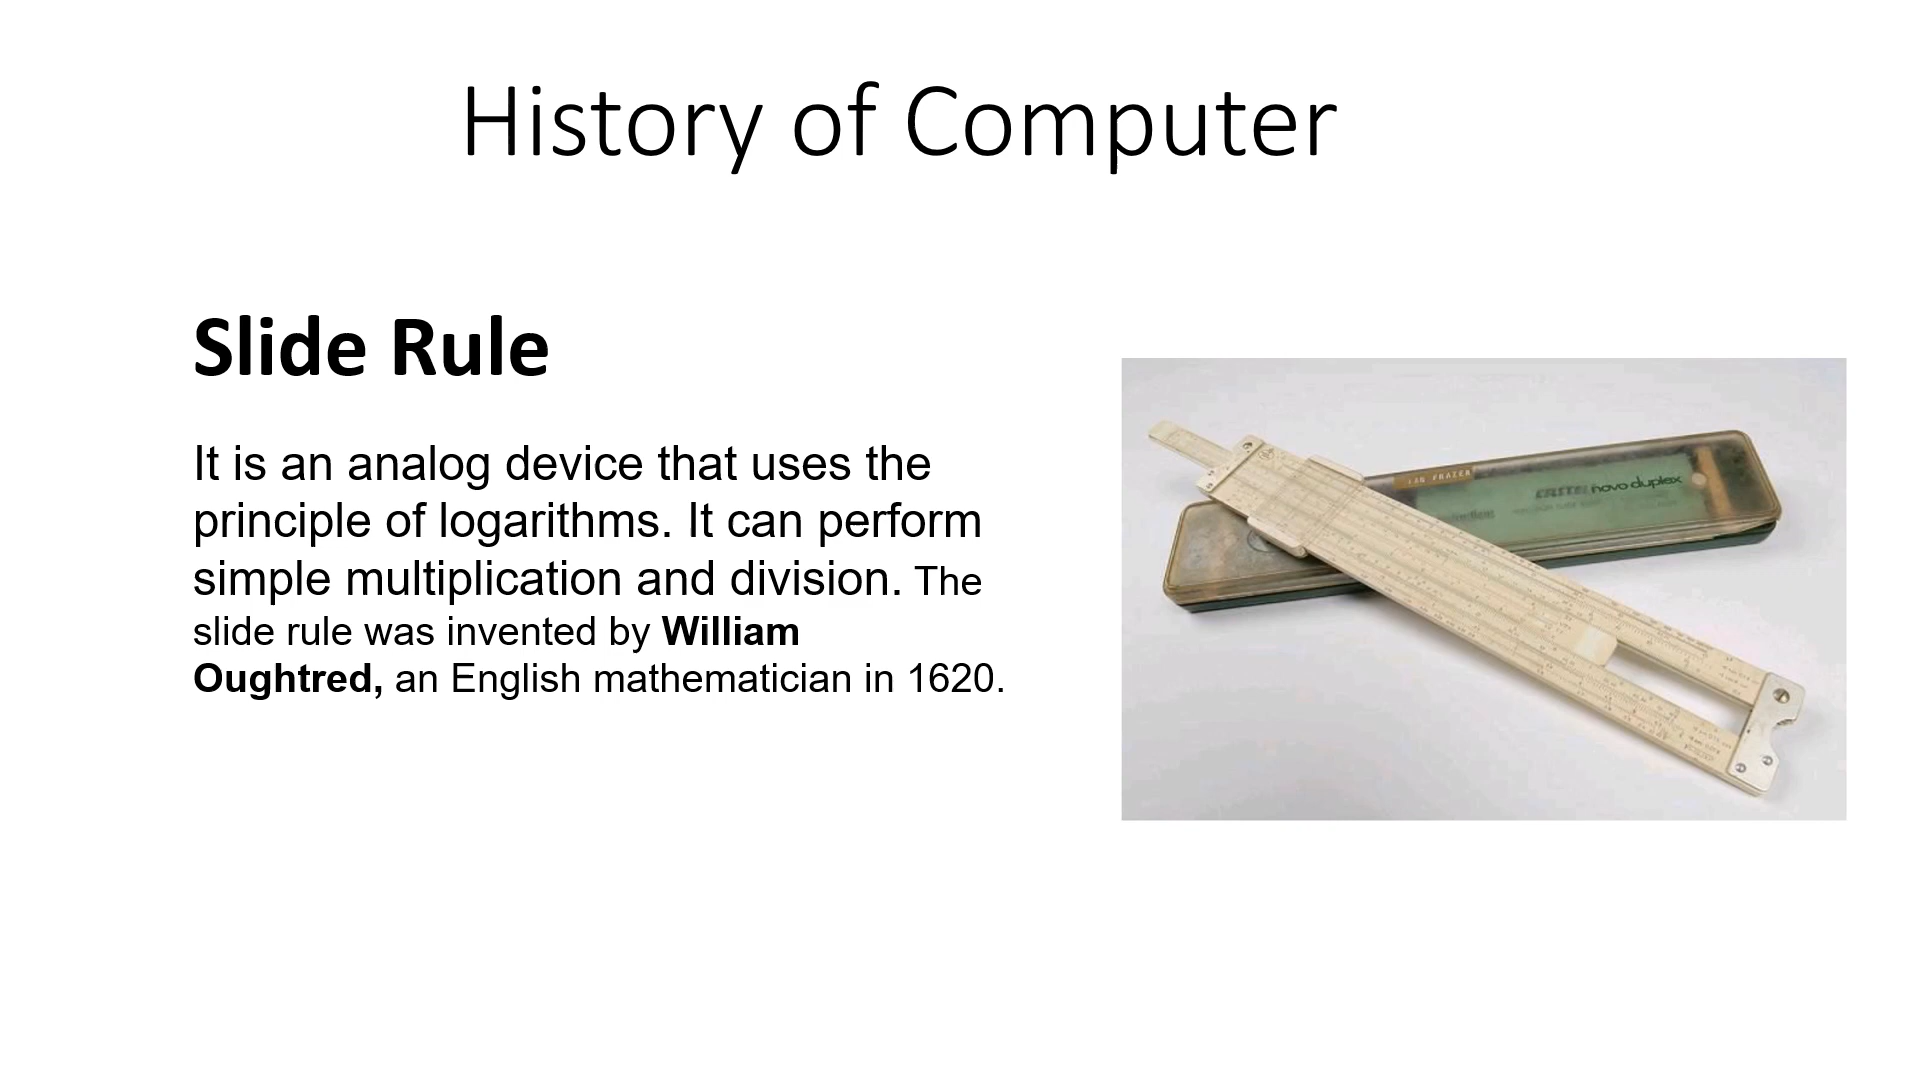 History of Computer
Slide Rule
It is an analog device that uses the
principle of logarithms. It can perform
simple multiplication and division. The
slide rule was invented by William
Oughtred, an English mathematician in 1620.
IAN FRAZER
novo duplex